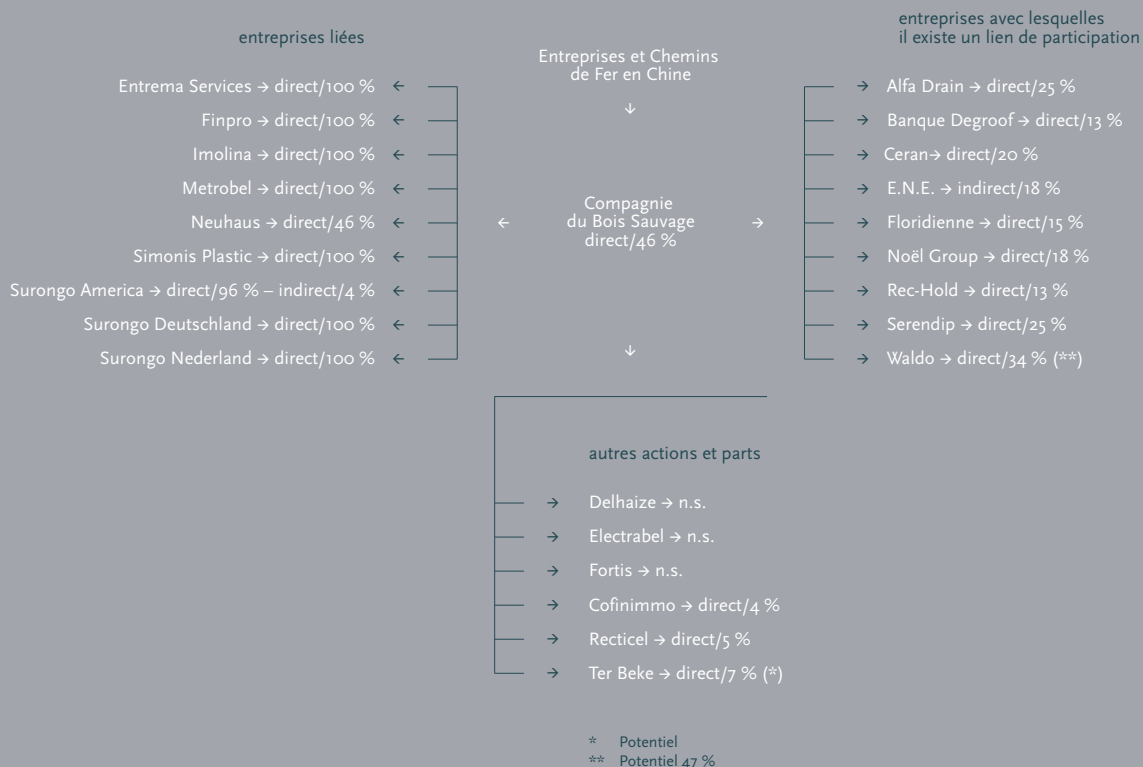 entreprises liées
Entrema Services → direct/100 % ←
Finpro → direct/100 % ←
Imolina → direct/100 % ←
Metrobel → direct/100 % ←
Neuhaus → direct/46 % ←
Simonis Plastic → direct/100 % ←
Surongo America → direct/96 % – indirect/4 % ←
Surongo Deutschland → direct/100 % ←
Surongo Nederland → direct/100 % ←
Entreprises et Chemins
de Fer en Chine
↓
Compagnie
← du Bois Sauvage →
direct/46 %
↓
entreprises avec lesquelles
il existe un lien de participation
→ Alfa Drain → direct/25 %
→ Banque Degroof → direct/13 %
→ Ceran→ direct/20 %
→ E.N.E. → indirect/18 %
→ Floridienne → direct/15 %
→ Noël Group → direct/18 %
→ Rec-Hold → direct/13 %
→ Serendip → direct/25 %
→ Waldo → direct/34 % (**)
autres actions et parts
→ Delhaize → n.s.
→ Electrabel → n.s.
→ Fortis → n.s.
→ Cofinimmo → direct/4 %
→ Recticel → direct/5 %
→ Ter Beke → direct/7 % (*)
* Potentiel
** Potentiel 47 %